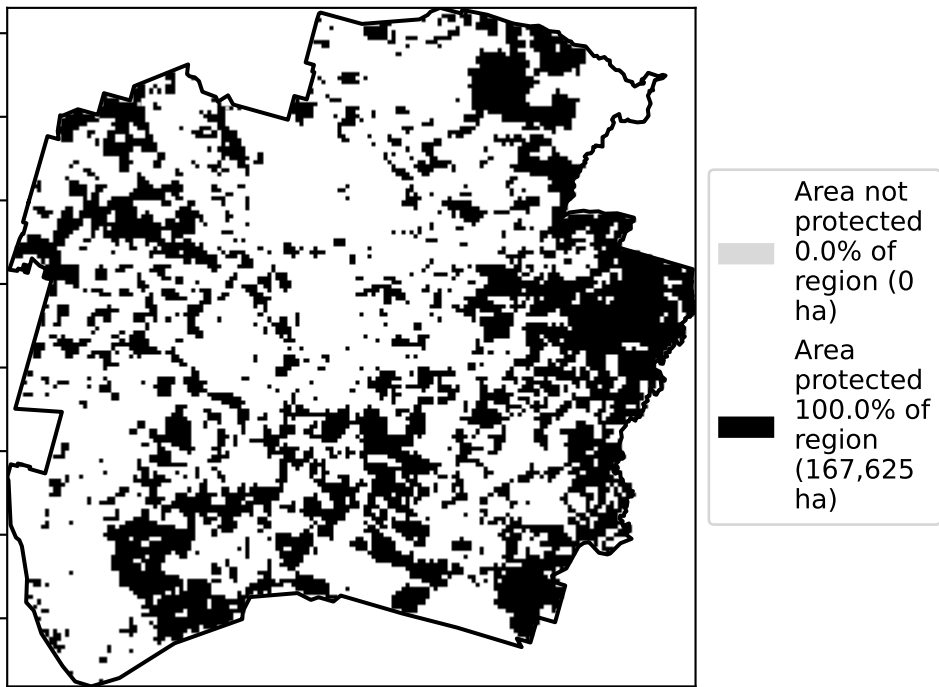 Area not
protected
0.0% of
region (0
ha)
Area
protected
100.0% of
region
(167,625
ha)